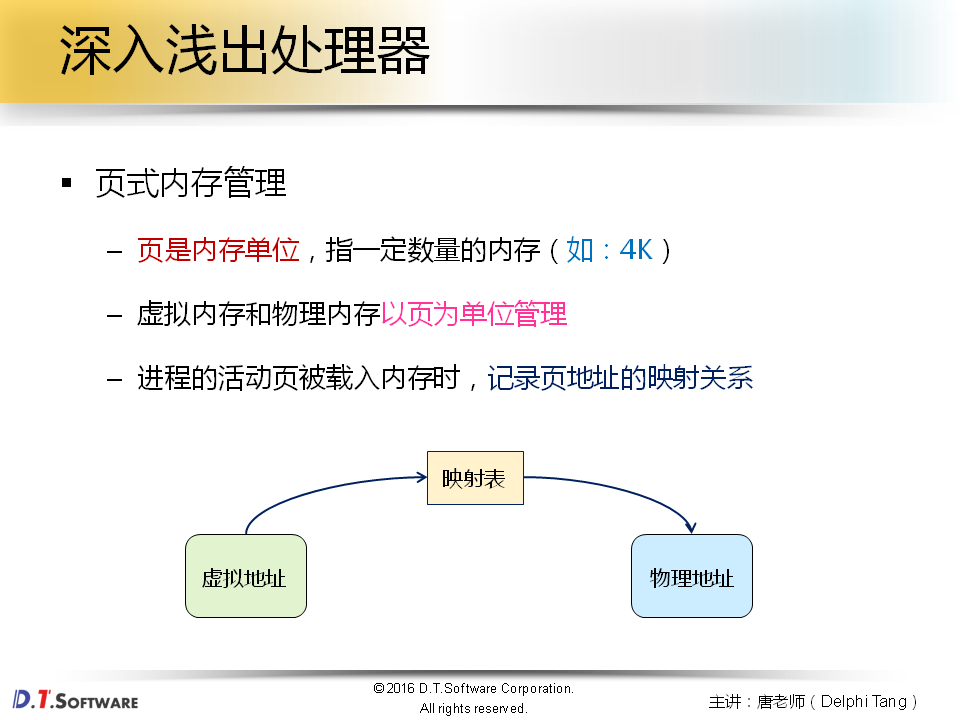 深入浅出处理器
▪ 页式内存管理
– 页是内存单位，指一定数量的内存（如：4K）
– 虚拟内存和物理内存以页为单位管理
– 进程的活动页被载入内存时，记录页地址的映射关系
映射表
虚拟地址
物理地址
D.T.SOFTWARE
©2016 D.T.Software Corporation.
All rights reserved.
主讲：唐老师（Delphi Tang）